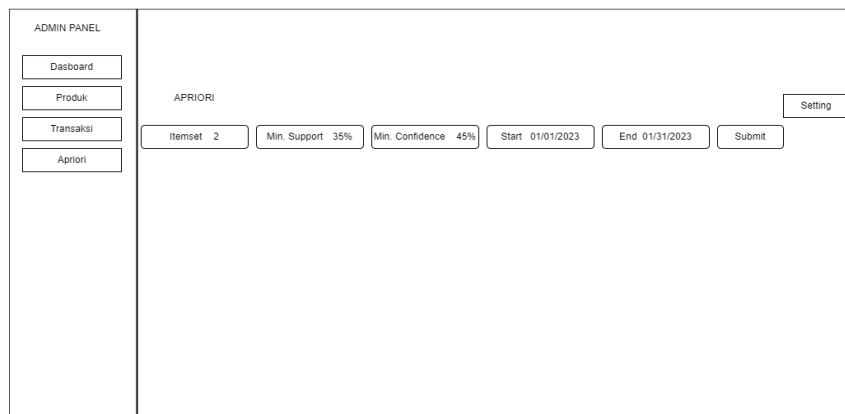 ADMIN PANEL
Dasboard
Produk
Transaksi
Apriori
APRIORI
Setting
Itemset 2
Min. Support 35%
Min. Confidence 45%
Start 01/01/2023
End 01/31/2023
Submit